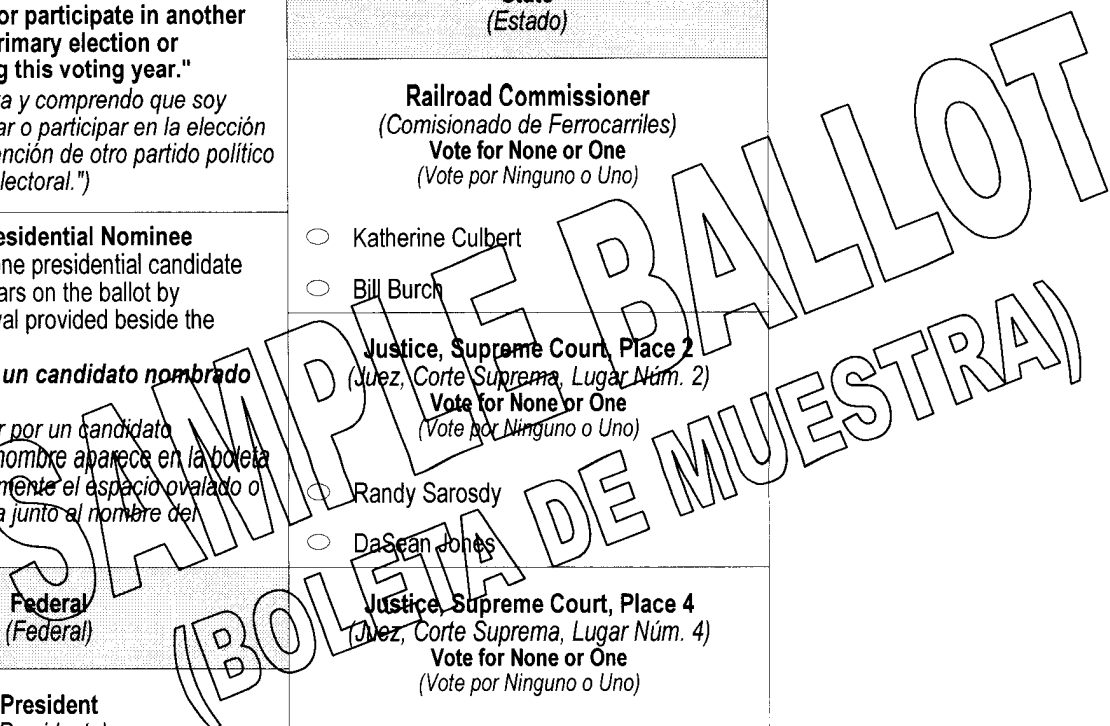 or participate in another
rimary election or
g this voting year."
a y comprendo que soy
ar o participar en la elección
ención de otro partido político
lectoral.")
esidential Nominee
ne presidential candidate
ars on the ballot by
val provided beside the
un candidato nombrado
r por un candidato
nombre aparece en la boleta
mente el espacio ovalado o
a junto al nombre del
Federal
(Federal)
President
State
(Estado)
Railroad Commissioner
(Comisionado de Ferrocarriles)
Vote for None or One
(Vote por Ninguno o Uno)
Katherine Culbert
Bill Burch
Justice, Supreme Court, Place 2
(Juez, Corte Suprema, Lugar Núm. 2)
Vote for None or One
(Vote por Ninguno o Uno)
Randy Sarosdy
DaSean Jones
Justice, Supreme Court, Place 4
(Juez, Corte Suprema, Lugar Núm. 4)
Vote for None or One
(Vote por Ninguno o Uno)
SAMPLE BALLOT
(BOLETA DE MUESTRA)